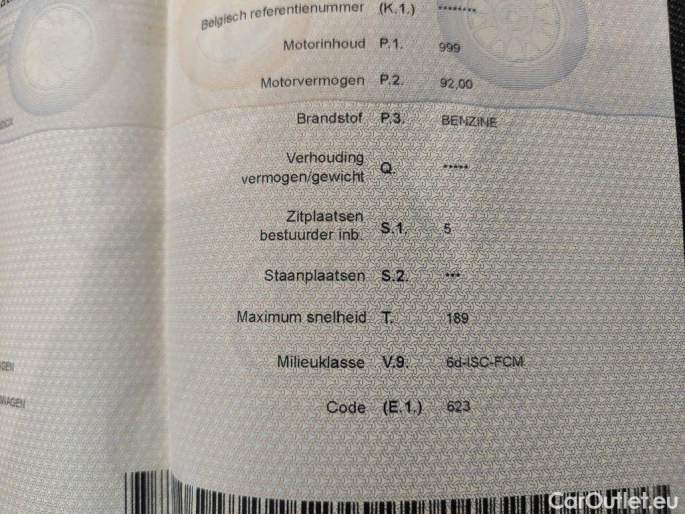 Belgisch referentienummer (K.1.) ********
Motorinhoud P.1. 999
Motorvermogen P.2. 92,00
Brandstof P.3. BENZINE
Verhouding
vermogen/gewicht Q. *****
Zitplaatsen
bestuurder inb. S.1. 5
Staanplaatsen S.2. ***
Maximum snelheid T. 189
Milieuklasse V.9. 6d-ISC-FCM
Code (E.1.) 623
CarOutlet.eu